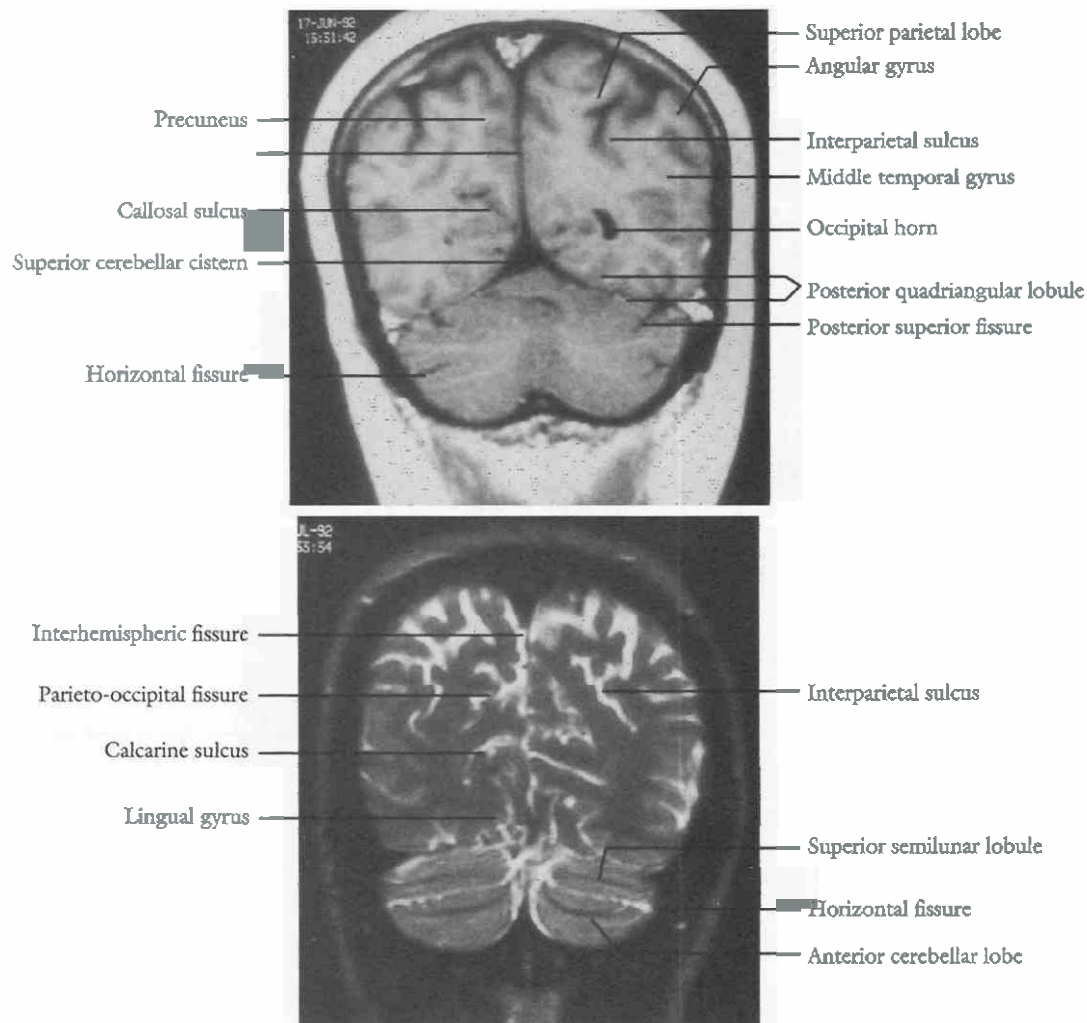 17-JUN-92
15:51:42
Superior parietal lobe
Angular gyrus
Precuneus
Interparietal sulcus
Middle temporal gyrus
Callosal sulcus
Occipital horn
Superior cerebellar cistern
Posterior quadriangular lobule
Posterior superior fissure
Horizontal fissure
UL-92
53:54
Interhemispheric fissure
Parieto-occipital fissure
Interparietal sulcus
Calcarine sulcus
Lingual gyrus
Superior semilunar lobule
Horizontal fissure
Anterior cerebellar lobe